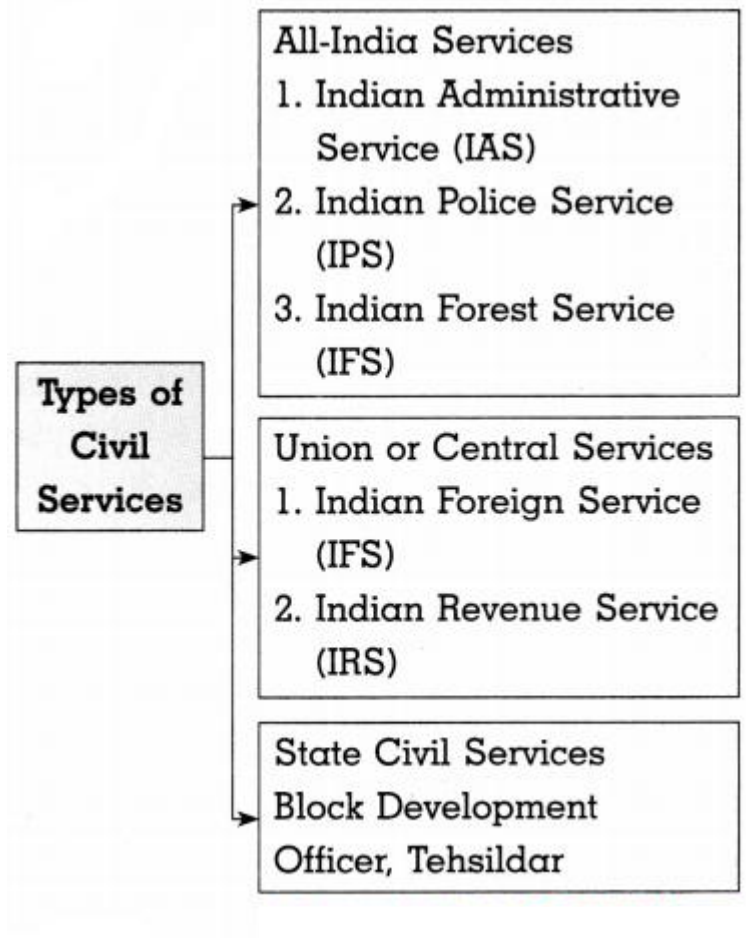 Types of
Civil
Services
All-India Services
1. Indian Administrative
Service (IAS)
2. Indian Police Service
(IPS)
3. Indian Forest Service
(IFS)
Union or Central Services
1. Indian Foreign Service
(IFS)
2. Indian Revenue Service
(IRS)
State Civil Services
Block Development
Officer, Tehsildar